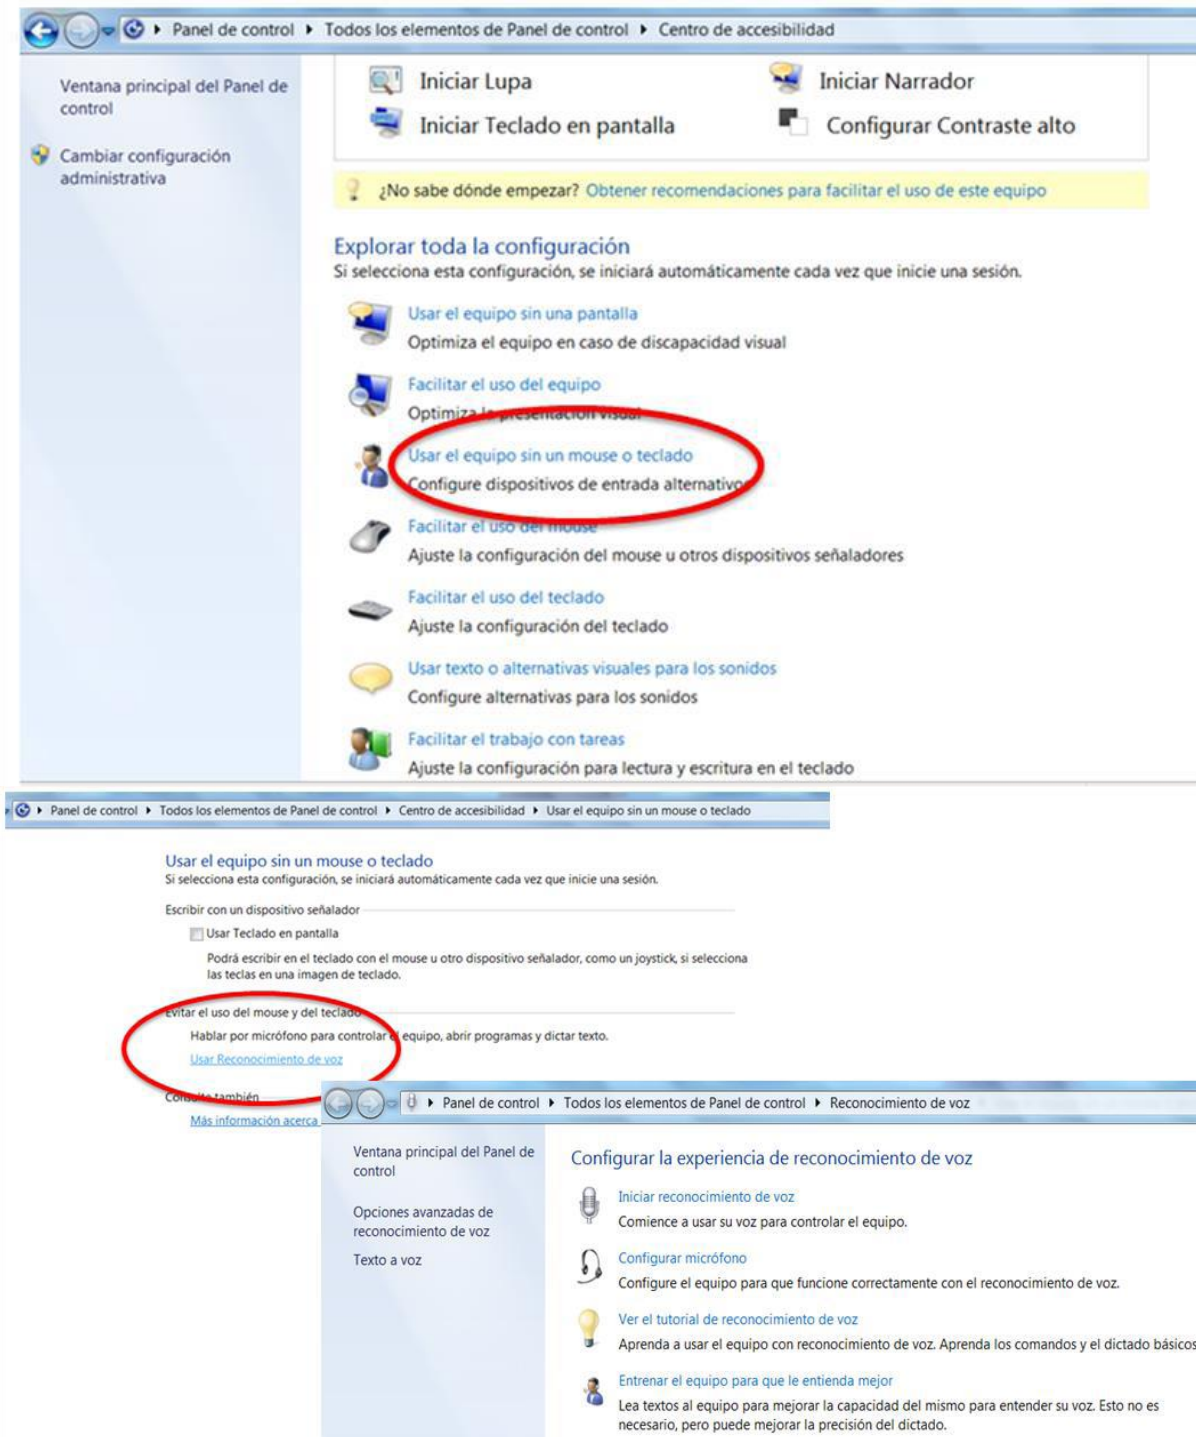 Panel de control ▸ Todos los elementos de Panel de control ▸ Centro de accesibilidad
Ventana principal del Panel de
control
Cambiar configuración
administrativa
Iniciar Lupa
Iniciar Narrador
Iniciar Teclado en pantalla
Configurar Contraste alto
¿No sabe dónde empezar? Obtener recomendaciones para facilitar el uso de este equipo
Explorar toda la configuración
Si selecciona esta configuración, se iniciará automáticamente cada vez que inicie una sesión.
Usar el equipo sin una pantalla
Optimiza el equipo en caso de discapacidad visual
Facilitar el uso del equipo
Optimiza la presentación visual
Usar el equipo sin un mouse o teclado
Configure dispositivos de entrada alternativos
Facilitar el uso del mouse
Ajuste la configuración del mouse u otros dispositivos señaladores
Facilitar el uso del teclado
Ajuste la configuración del teclado
Usar texto o alternativas visuales para los sonidos
Configure alternativas para los sonidos
Facilitar el trabajo con tareas
Ajuste la configuración para lectura y escritura en el teclado
Panel de control ▸ Todos los elementos de Panel de control ▸ Centro de accesibilidad ▸ Usar el equipo sin un mouse o teclado
Usar el equipo sin un mouse o teclado
Si selecciona esta configuración, se iniciará automáticamente cada vez que inicie una sesión.
Escribir con un dispositivo señalador
Usar Teclado en pantalla
Podrá escribir en el teclado con el mouse u otro dispositivo señalador, como un joystick, si selecciona
las teclas en una imagen de teclado.
Evitar el uso del mouse y del teclado
Hablar por micrófono para controlar el equipo, abrir programas y dictar texto.
Usar Reconocimiento de voz
Consulte también
Más información acerca
Panel de control ▸ Todos los elementos de Panel de control ▸ Reconocimiento de voz
Ventana principal del Panel de
control
Opciones avanzadas de
reconocimiento de voz
Texto a voz
Configurar la experiencia de reconocimiento de voz
Iniciar reconocimiento de voz
Comience a usar su voz para controlar el equipo.
Configurar micrófono
Configure el equipo para que funcione correctamente con el reconocimiento de voz.
Ver el tutorial de reconocimiento de voz
Aprenda a usar el equipo con reconocimiento de voz. Aprenda los comandos y el dictado básicos
Entrenar el equipo para que le entienda mejor
Lea textos al equipo para mejorar la capacidad del mismo para entender su voz. Esto no es
necesario, pero puede mejorar la precisión del dictado.